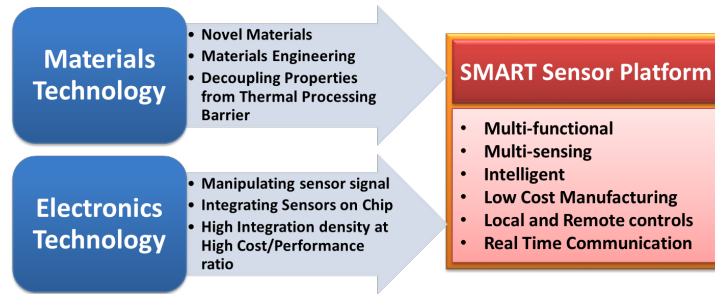 Materials
Technology
• Novel Materials
• Materials Engineering
• Decoupling Properties
from Thermal Processing
Barrier
Electronics
Technology
• Manipulating sensor signal
• Integrating Sensors on Chip
• High Integration density at
High Cost/Performance
ratio
SMART Sensor Platform
• Multi-functional
• Multi-sensing
• Intelligent
• Low Cost Manufacturing
• Local and Remote controls
• Real Time Communication